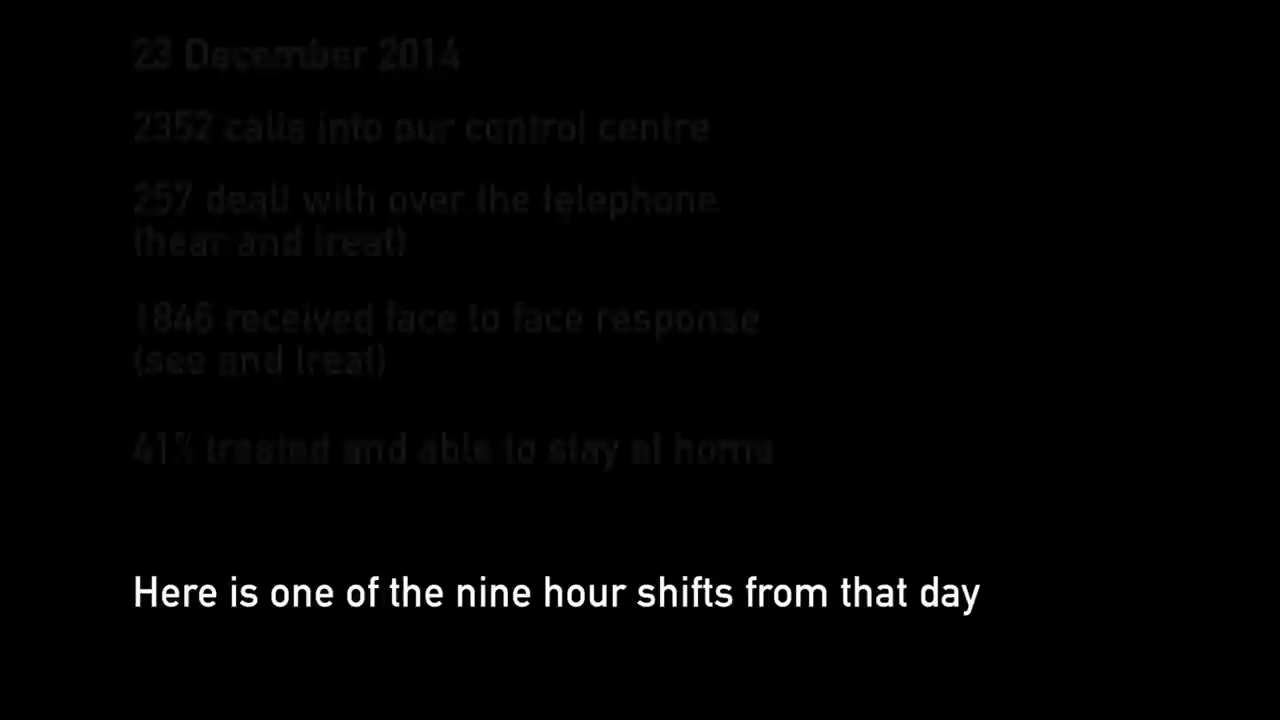 23 December 2014
2352 calls into our control centre
257 dealt with over the telephone
(hear and treat)
1846 received face to face response
(see and treat)
41% treated and able to stay at home
Here is one of the nine hour shifts from that day